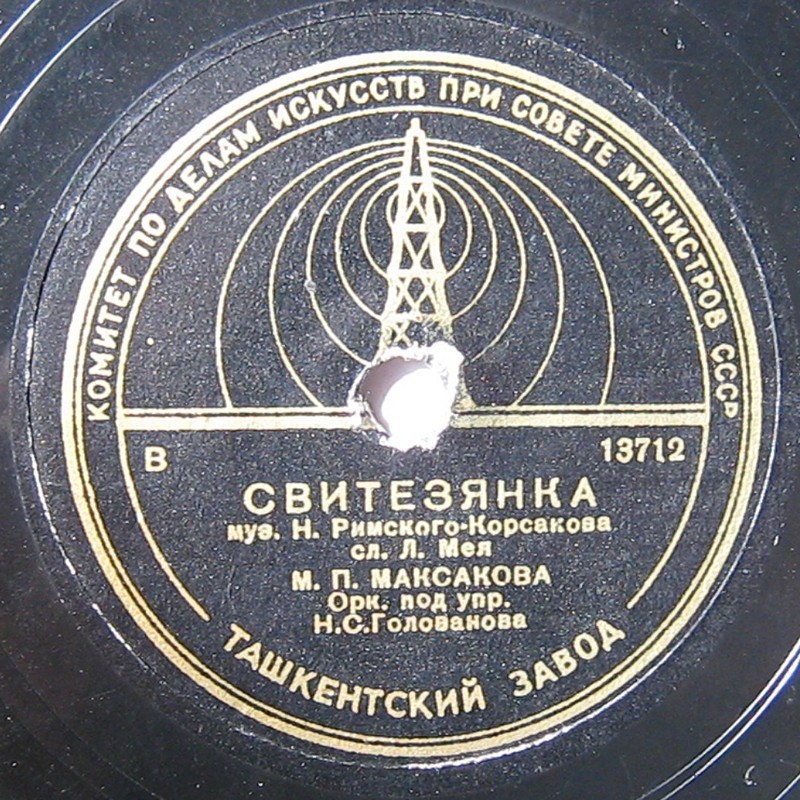 КОМИТЕТ ПО ДЕЛАМ ИСКУССТВ ПРИ СОВЕТЕ МИНИСТРОВ СССР
В 13712
СВИТЕЗЯНКА
муз. Н. Римского-Корсакова
сл. Л. Мея
М. П. МАКСАКОВА
Орк. под упр.
Н.С.Голованова
ТАШКЕНТСКИЙ ЗАВОД